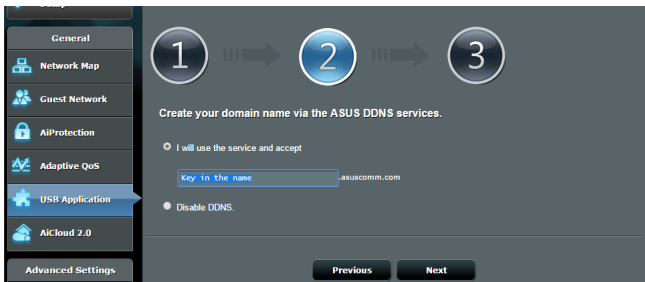 General
Network Map
Guest Network
AiProtection
Adaptive QoS
USB Application
AiCloud 2.0
Advanced Settings
1
2
3
Create your domain name via the ASUS DDNS services.
I will use the service and accept
Key in the name .asuscomm.com
Disable DDNS.
Previous Next